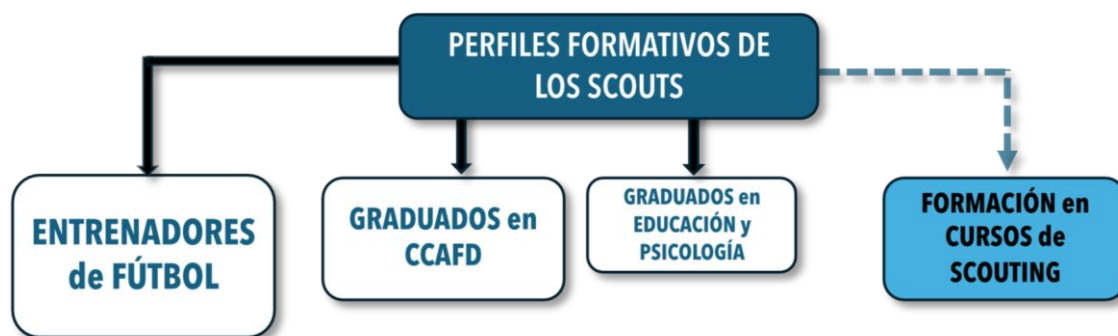 PERFILES FORMATIVOS DE
LOS SCOUTS
ENTRENADORES
de FÚTBOL
GRADUADOS en
CCAFD
GRADUADOS en
EDUCACIÓN y
PSICOLOGÍA
FORMACIÓN en
CURSOS de
SCOUTING